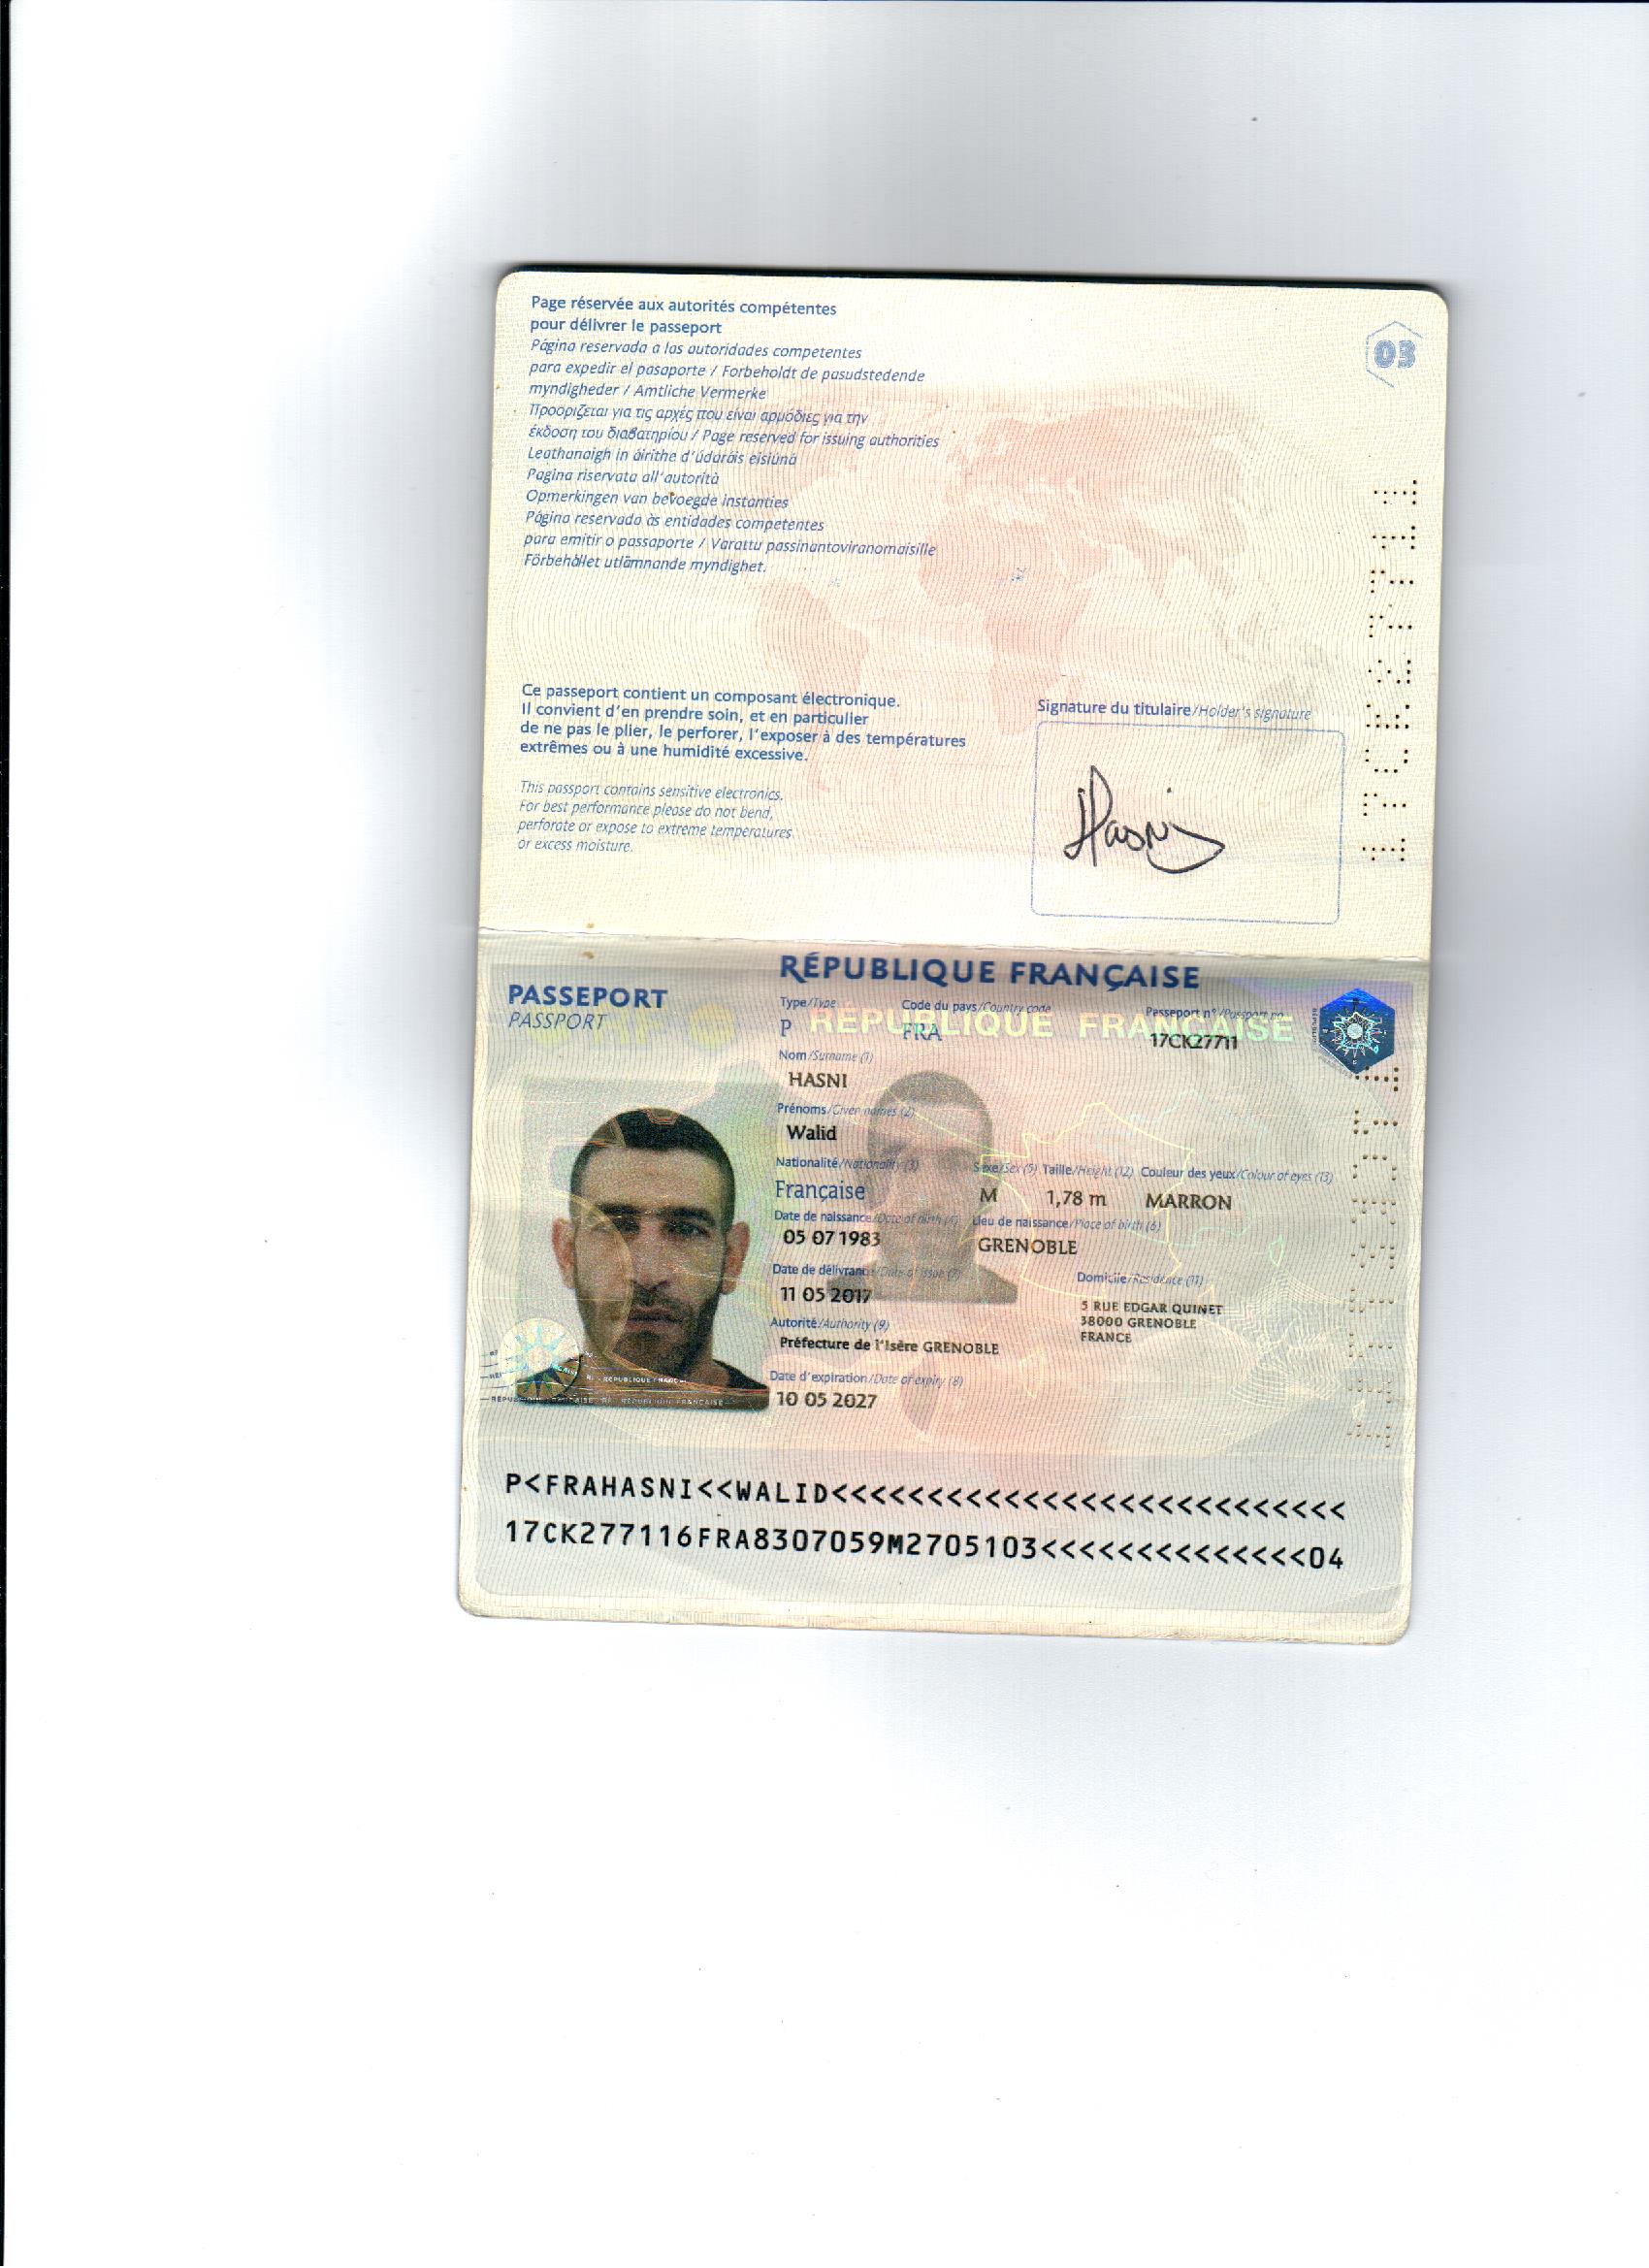 Page réservée aux autorités compétentes
pour délivrer le passeport
Página reservada a las autoridades competentes
para expedir el pasaporte / Forbeholdt de pasudstedende
myndigheder / Amtliche Vermerke
Προορίζεται για τις αρχές που είναι αρμόδιες για την
έκδοση του διαβατηρίου / Page reserved for issuing authorities
Leathanaigh in áirithe d'údaráis eisiúná
Pagina riservata all'autorità
Opmerkingen van bevoegde instanties
Página reservada às entidades competentes
para emitir o passaporte / Varattu passinantoviranomaisille
Förbehållet utlämnande myndighet.
03
Ce passeport contient un composant électronique.
Il convient d'en prendre soin, et en particulier
de ne pas le plier, le perforer, l'exposer à des températures
extrêmes ou à une humidité excessive.
This passport contains sensitive electronics.
For best performance please do not bend,
perforate or expose to extreme temperatures
or excess moisture.
Signature du titulaire/Holder's signature
Hasni
17CK27711
RÉPUBLIQUE FRANÇAISE
PASSEPORT
PASSPORT
Type/Type Code du pays/Country code Passeport n°/Passport no
RÉPUBLIQUE FRANÇAISE
P FRA 17CK27711
Nom/Surname (1)
HASNI
Prénoms/Given names (2)
Walid
Nationalité/Nationality (3) Sexe/Sex (5) Taille/Height (12) Couleur des yeux/Colour of eyes (13)
Française M 1,78 m MARRON
Date de naissance/Date of birth (4) Lieu de naissance/Place of birth (6)
05 07 1983 GRENOBLE
Date de délivrance/Date of issue (7) Domicile/Residence (11)
11 05 2017 5 RUE EDGAR QUINET
38000 GRENOBLE
FRANCE
Autorité/Authority (9)
Préfecture de l'Isère GRENOBLE
Date d'expiration/Date of expiry (8)
10 05 2027
P<FRAHASNI<<WALID<<<<<<<<<<<<<<<<<<<<<<<<<<<
17CK277116FRA8307059M2705103<<<<<<<<<<<<<<04